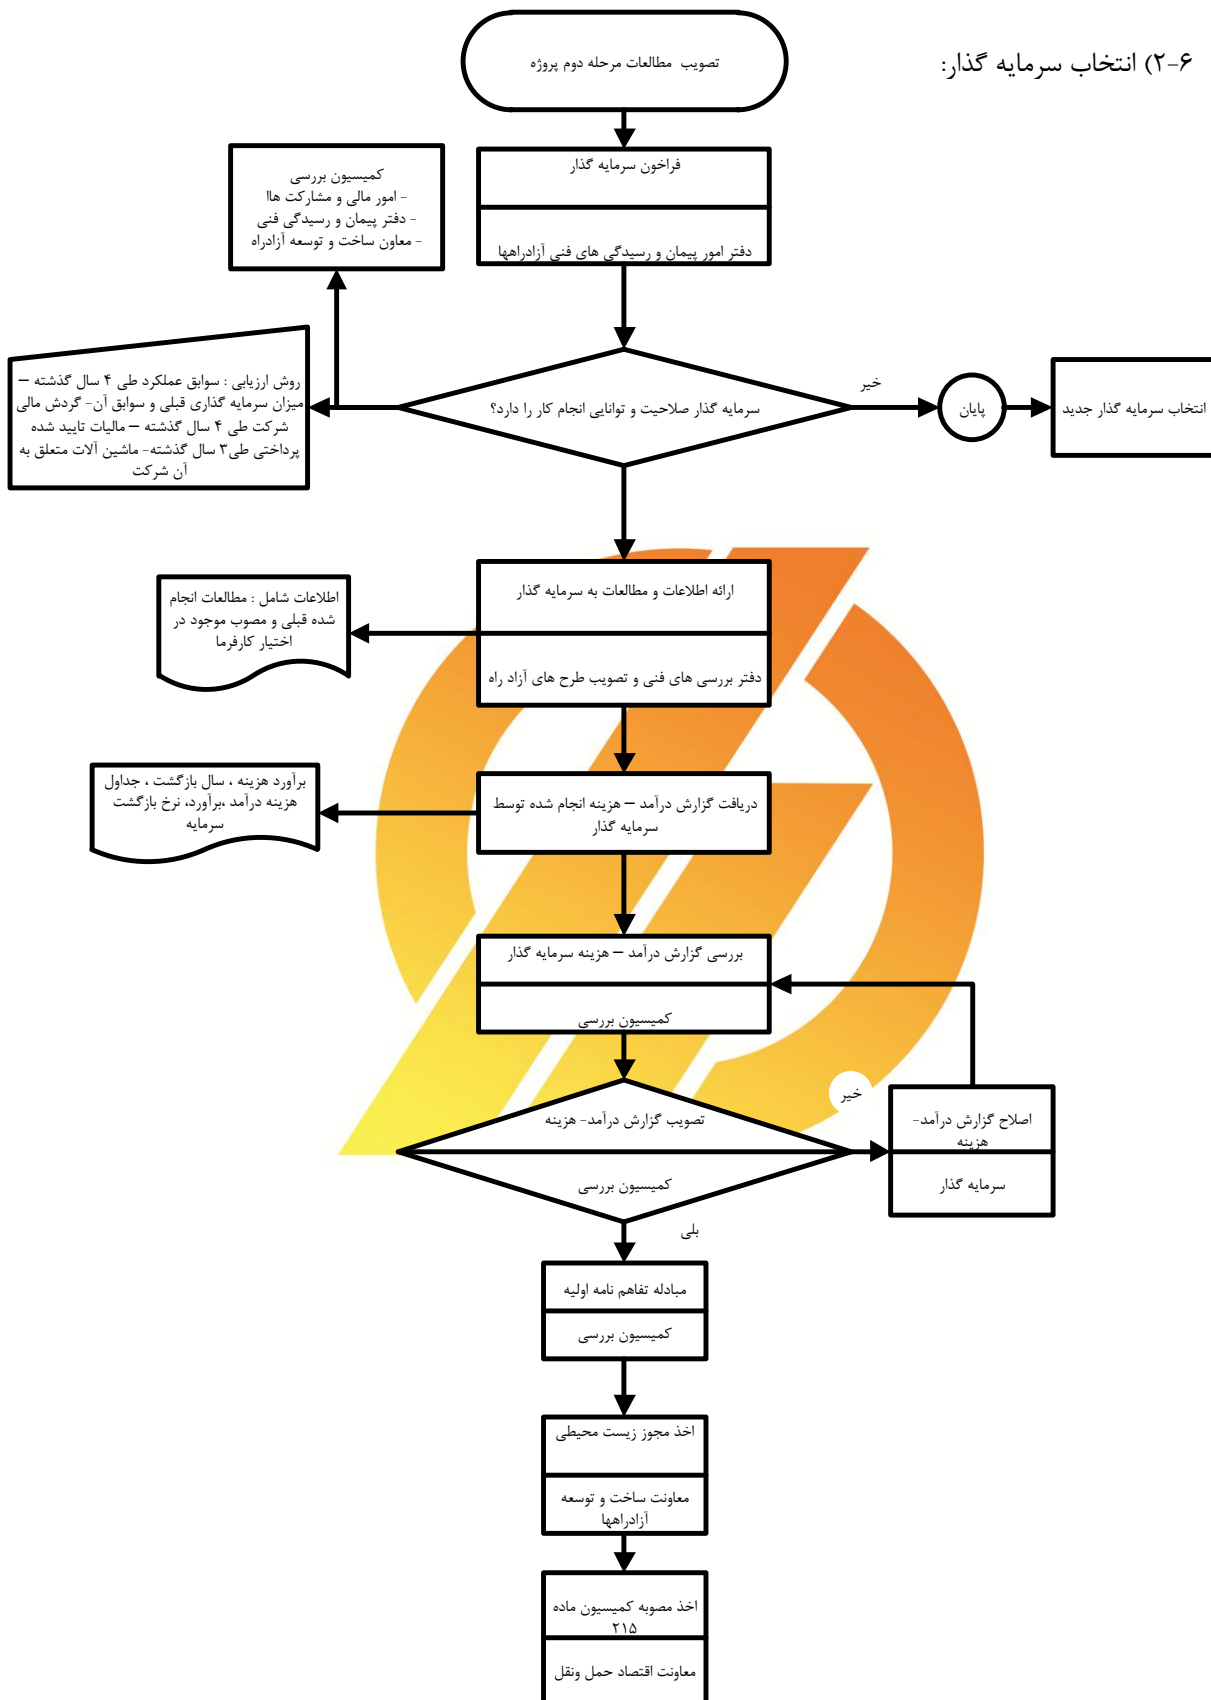 ۲-۶) انتخاب سرمایه گذار:
تصویب مطالعات مرحله دوم پروژه
فراخون سرمایه گذار
دفتر امور پیمان و رسیدگی های فنی آزادراهها
کمیسیون بررسی
- امور مالی و مشارکت هاا
- دفتر پیمان و رسیدگی فنی
- معاون ساخت و توسعه آزادراه
سرمایه گذار صلاحیت و توانایی انجام کار را دارد؟
خیر
پایان
انتخاب سرمایه گذار جدید
روش ارزیابی : سوابق عملکرد طی ۴ سال گذشته –
میزان سرمایه گذاری قبلی و سوابق آن- گردش مالی
شرکت طی ۴ سال گذشته – مالیات تایید شده
پرداختی طی۳ سال گذشته- ماشین آلات متعلق به
آن شرکت
ارائه اطلاعات و مطالعات به سرمایه گذار
دفتر بررسی های فنی و تصویب طرح های آزاد راه
اطلاعات شامل : مطالعات انجام
شده قبلی و مصوب موجود در
اختیار کارفرما
دریافت گزارش درآمد – هزینه انجام شده توسط
سرمایه گذار
برآورد هزینه ، سال بازگشت ، جداول
هزینه درآمد ،برآورد، نرخ بازگشت
سرمایه
بررسی گزارش درآمد – هزینه سرمایه گذار
کمیسیون بررسی
تصویب گزارش درآمد- هزینه
کمیسیون بررسی
خیر
اصلاح گزارش درآمد-
هزینه
سرمایه گذار
بلی
مبادله تفاهم نامه اولیه
کمیسیون بررسی
اخذ مجوز زیست محیطی
معاونت ساخت و توسعه
آزادراهها
اخذ مصوبه کمیسیون ماده
۲۱۵
معاونت اقتصاد حمل ونقل